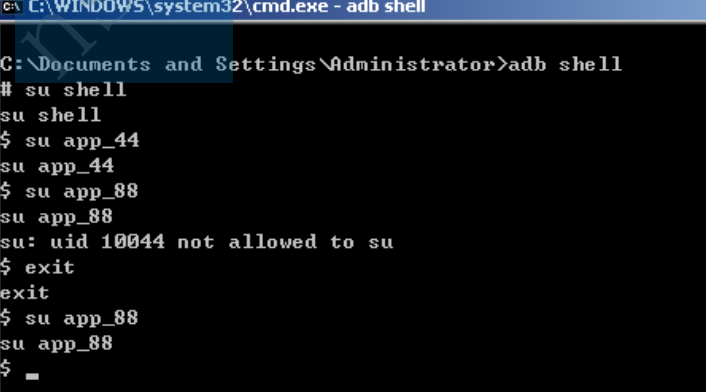 C:\WINDOWS\system32\cmd.exe - adb shell
C:\Documents and Settings\Administrator>adb shell
# su shell
su shell
$ su app_44
su app_44
$ su app_88
su app_88
su: uid 10044 not allowed to su
$ exit
exit
$ su app_88
su app_88
$ _